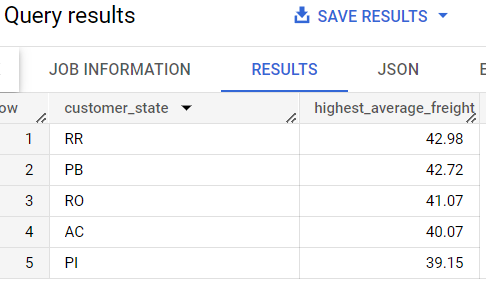 Query results
SAVE RESULTS
JOB INFORMATION RESULTS JSON
ow customer_state highest_average_freight
1 RR 42.98
2 PB 42.72
3 RO 41.07
4 AC 40.07
5 PI 39.15